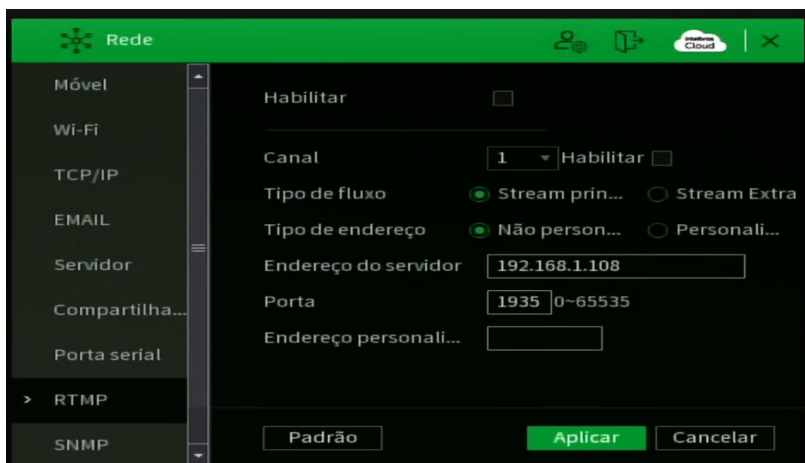 Rede
intelbras
Cloud
Móvel
Wi-Fi
TCP/IP
EMAIL
Servidor
Compartilha...
Porta serial
> RTMP
SNMP
Habilitar
Canal 1 Habilitar
Tipo de fluxo Stream prin... Stream Extra
Tipo de endereço Não person... Personali...
Endereço do servidor 192.168.1.108
Porta 1935 0~65535
Endereço personali...
Padrão Aplicar Cancelar